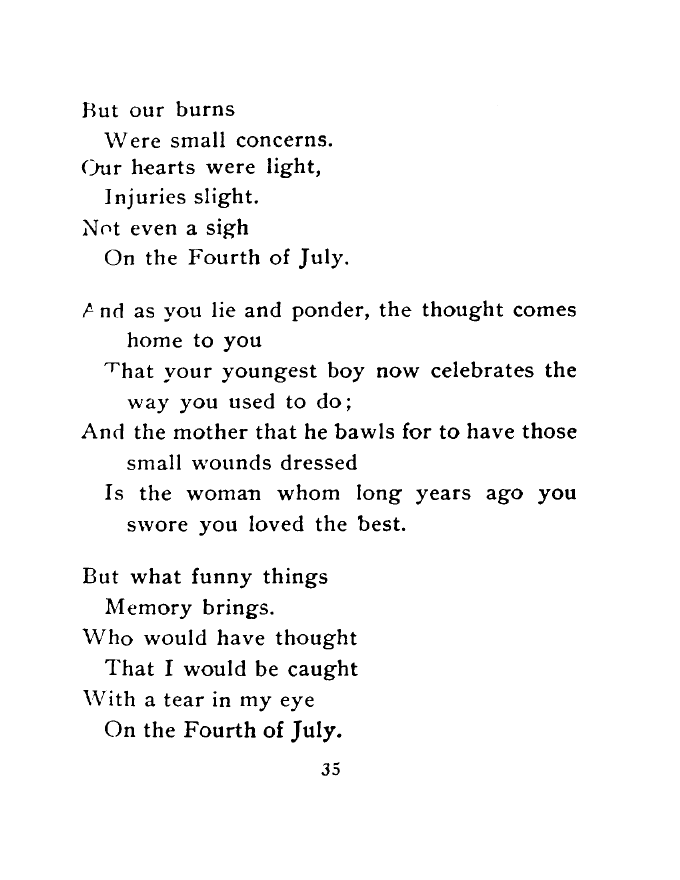 But our burns
Were small concerns.
Our hearts were light,
Injuries slight.
Not even a sigh
On the Fourth of July.
And as you lie and ponder, the thought comes
home to you
That your youngest boy now celebrates the
way you used to do;
And the mother that he bawls for to have those
small wounds dressed
Is the woman whom long years ago you
swore you loved the best.
But what funny things
Memory brings.
Who would have thought
That I would be caught
With a tear in my eye
On the Fourth of July.
35